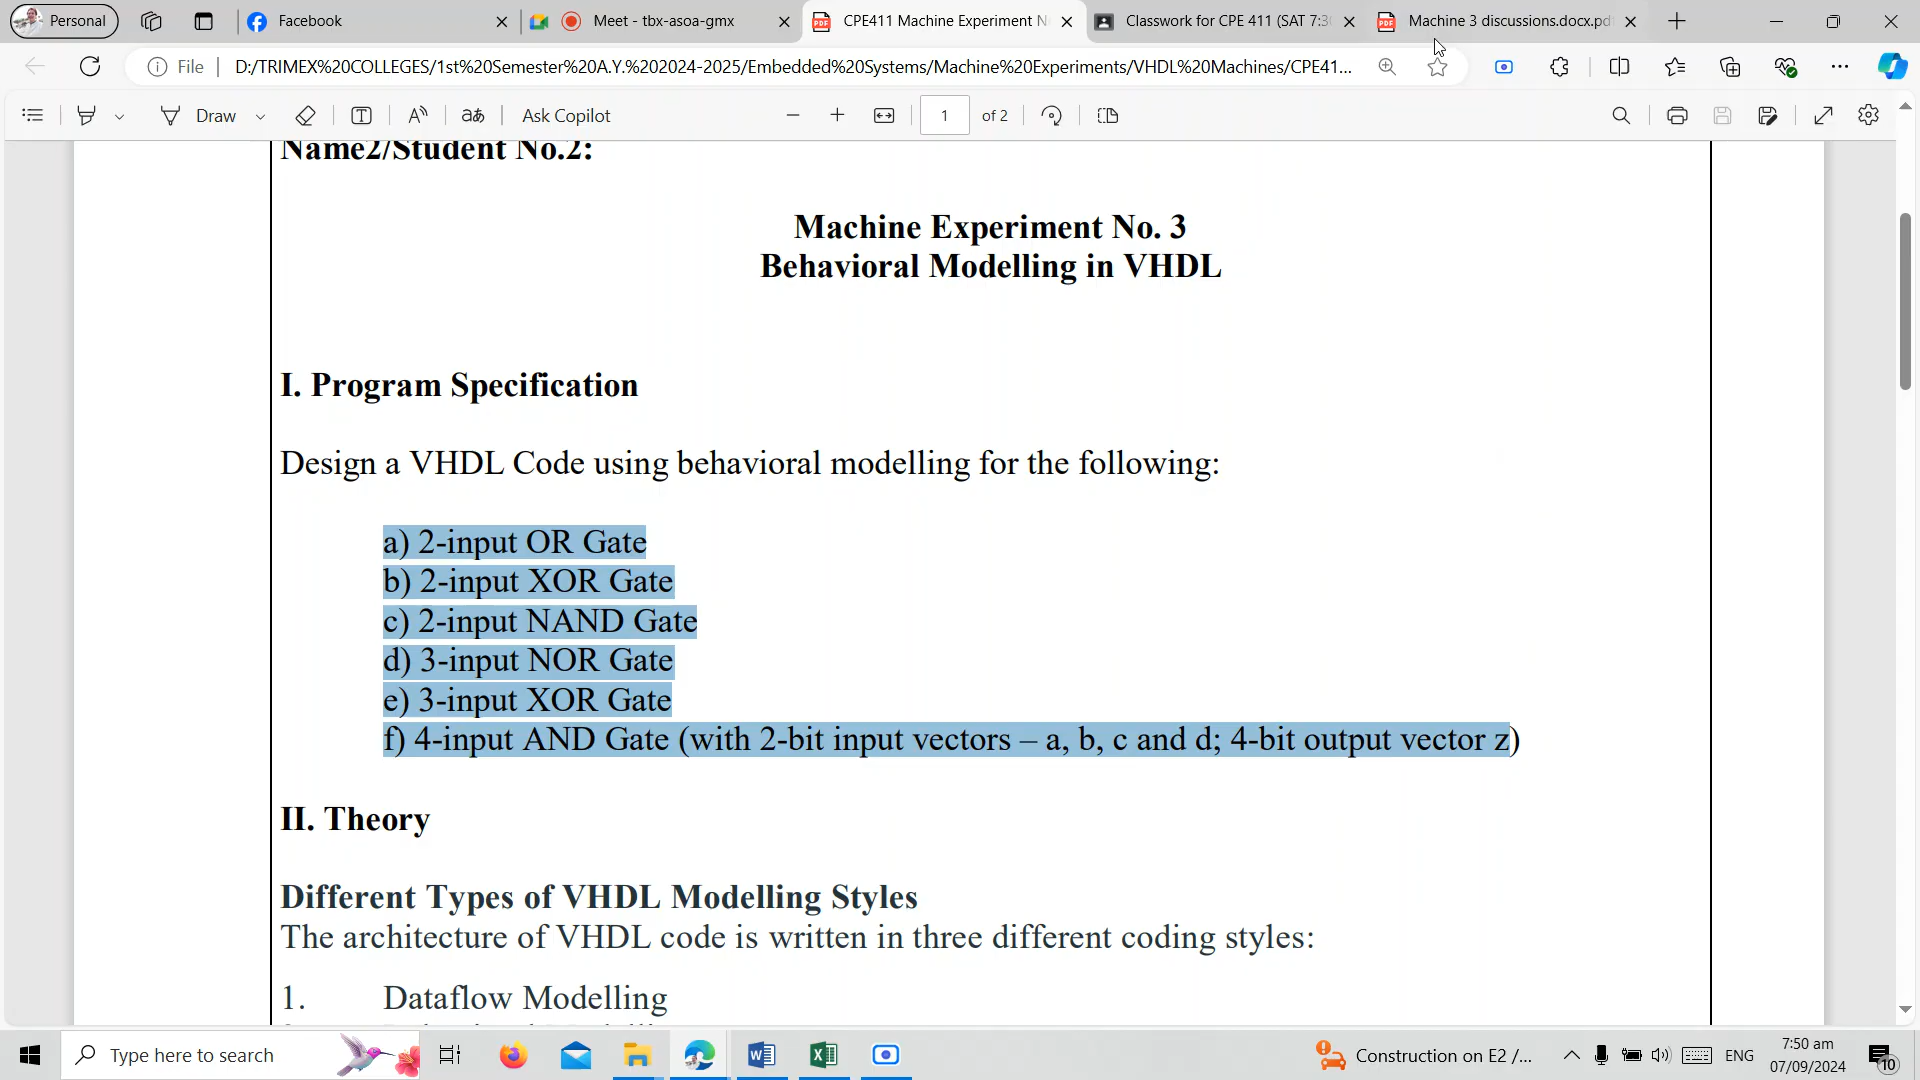 Personal
Facebook
Meet - tbx-asoa-gmx
CPE411 Machine Experiment N
Classwork for CPE 411 (SAT 7:3
Machine 3 discussions.docx.pd
File
D:/TRIMEX%20COLLEGES/1st%20Semester%20A.Y.%202024-2025/Embedded%20Systems/Machine%20Experiments/VHDL%20Machines/CPE41...
Draw
aあ
Ask Copilot
1 of 2
Name2/Student No.2:
Machine Experiment No. 3
Behavioral Modelling in VHDL
I. Program Specification
Design a VHDL Code using behavioral modelling for the following:
a) 2-input OR Gate
b) 2-input XOR Gate
c) 2-input NAND Gate
d) 3-input NOR Gate
e) 3-input XOR Gate
f) 4-input AND Gate (with 2-bit input vectors – a, b, c and d; 4-bit output vector z)
II. Theory
Different Types of VHDL Modelling Styles
The architecture of VHDL code is written in three different coding styles:
1. Dataflow Modelling
Type here to search
Construction on E2 /...
ENG
7:50 am
07/09/2024
10